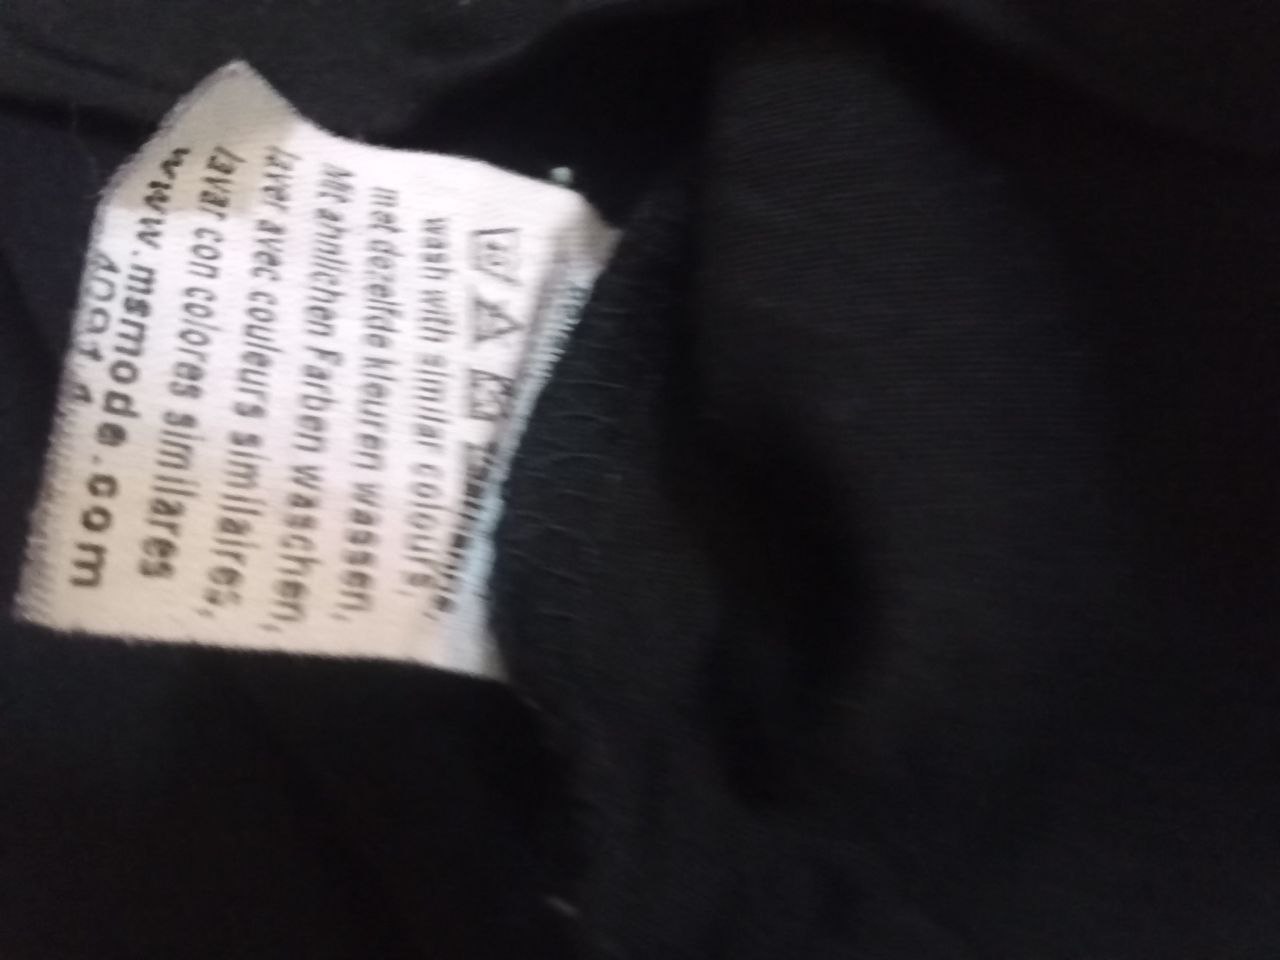 wash with similar colours,
met dezelfde kleuren wassen,
Mit ahnlichen Farben waschen,
laver avec couleurs similaires,
lavar con colores similares
www.msmode.com